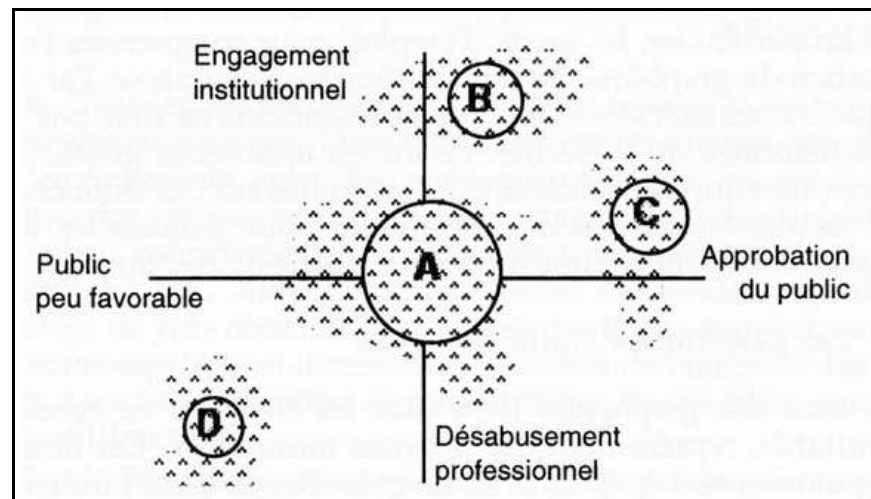 Engagement
institutionnel
B
C
Public
peu favorable
A
Approbation
du public
D
Désabusement
professionnel